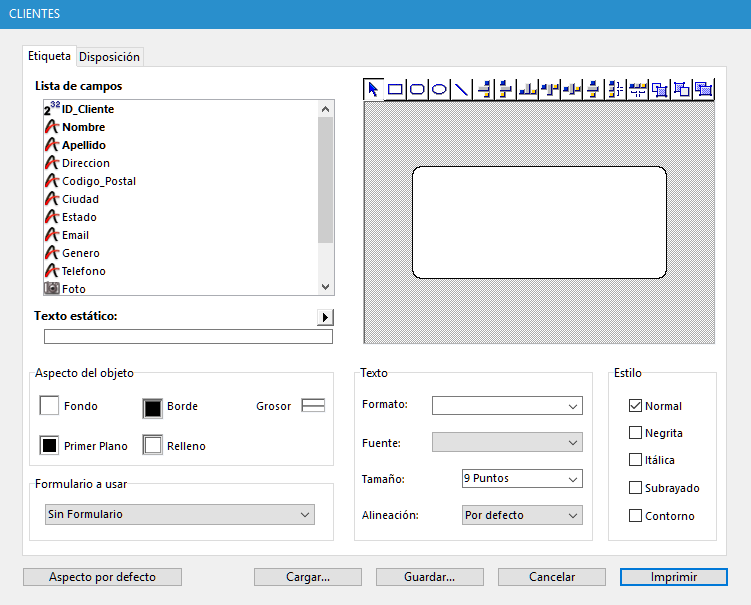 CLIENTES
Etiqueta Disposición
Lista de campos
2³² ID_Cliente
Nombre
Apellido
Direccion
Codigo_Postal
Ciudad
Estado
Email
Genero
Telefono
Foto
Texto estático:
Aspecto del objeto
Fondo Borde Grosor
Primer Plano Relleno
Formulario a usar
Sin Formulario
Texto
Formato:
Fuente:
Tamaño: 9 Puntos
Alineación: Por defecto
Estilo
Normal
Negrita
Itálica
Subrayado
Contorno
Aspecto por defecto Cargar... Guardar... Cancelar Imprimir